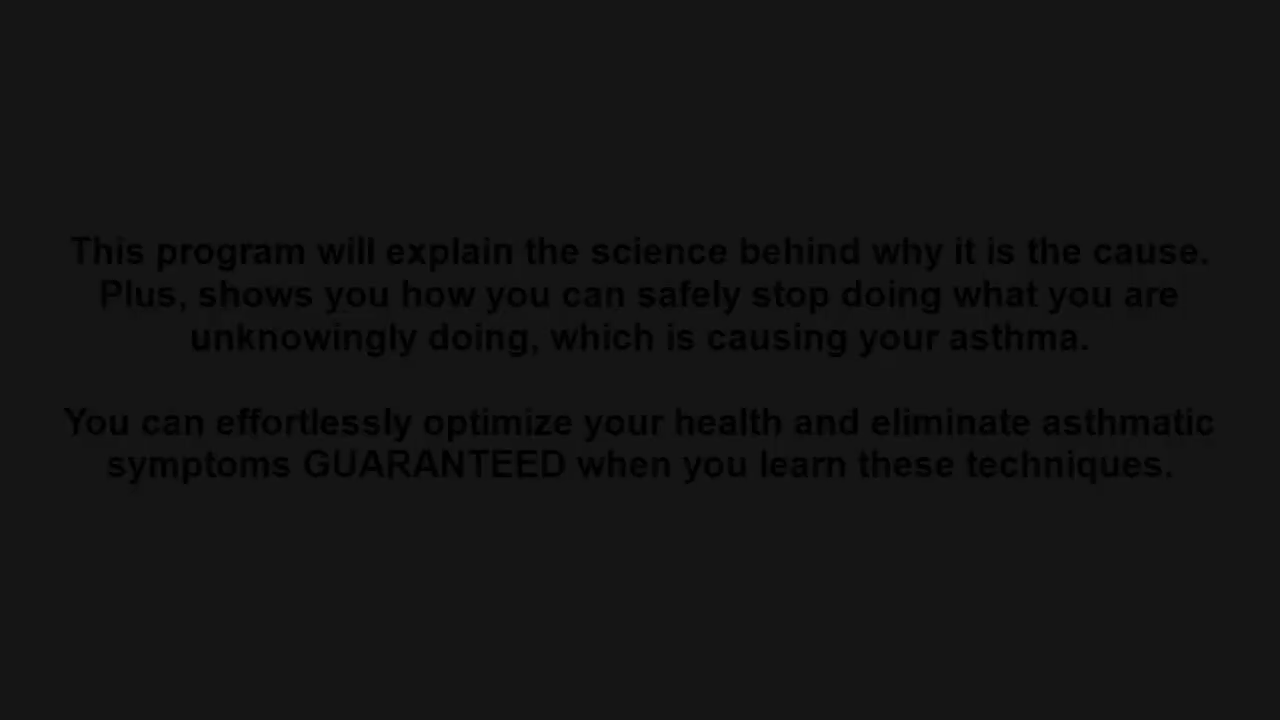 This program will explain the science behind why it is the cause.
Plus, shows you how you can safely stop doing what you are
unknowingly doing, which is causing your asthma.
You can effortlessly optimize your health and eliminate asthmatic
symptoms GUARANTEED when you learn these techniques.